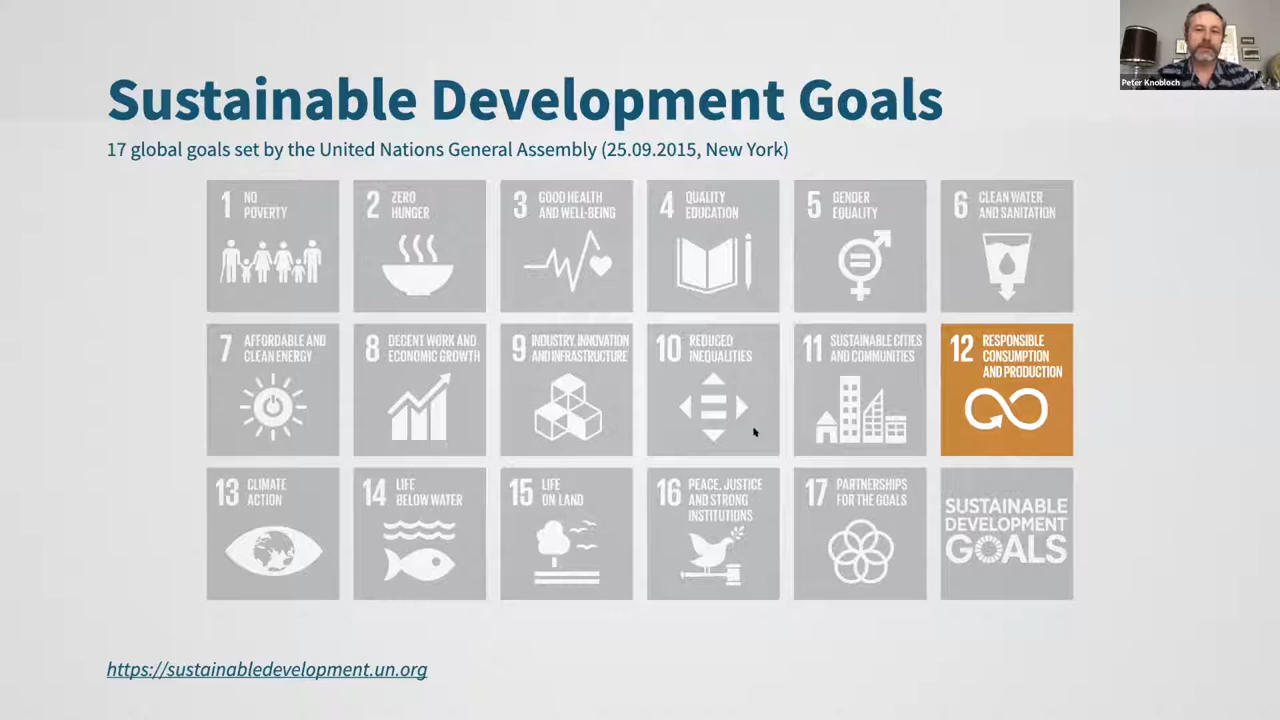 Peter Knobloch
Sustainable Development Goals
17 global goals set by the United Nations General Assembly (25.09.2015, New York)
1 NO
POVERTY
2 ZERO
HUNGER
3 GOOD HEALTH
AND WELL-BEING
4 QUALITY
EDUCATION
5 GENDER
EQUALITY
6 CLEAN WATER
AND SANITATION
7 AFFORDABLE AND
CLEAN ENERGY
8 DECENT WORK AND
ECONOMIC GROWTH
9 INDUSTRY, INNOVATION
AND INFRASTRUCTURE
10 REDUCED
INEQUALITIES
11 SUSTAINABLE CITIES
AND COMMUNITIES
12 RESPONSIBLE
CONSUMPTION
AND PRODUCTION
13 CLIMATE
ACTION
14 LIFE
BELOW WATER
15 LIFE
ON LAND
16 PEACE, JUSTICE
AND STRONG
INSTITUTIONS
17 PARTNERSHIPS
FOR THE GOALS
SUSTAINABLE
DEVELOPMENT
GOALS
https://sustainabledevelopment.un.org